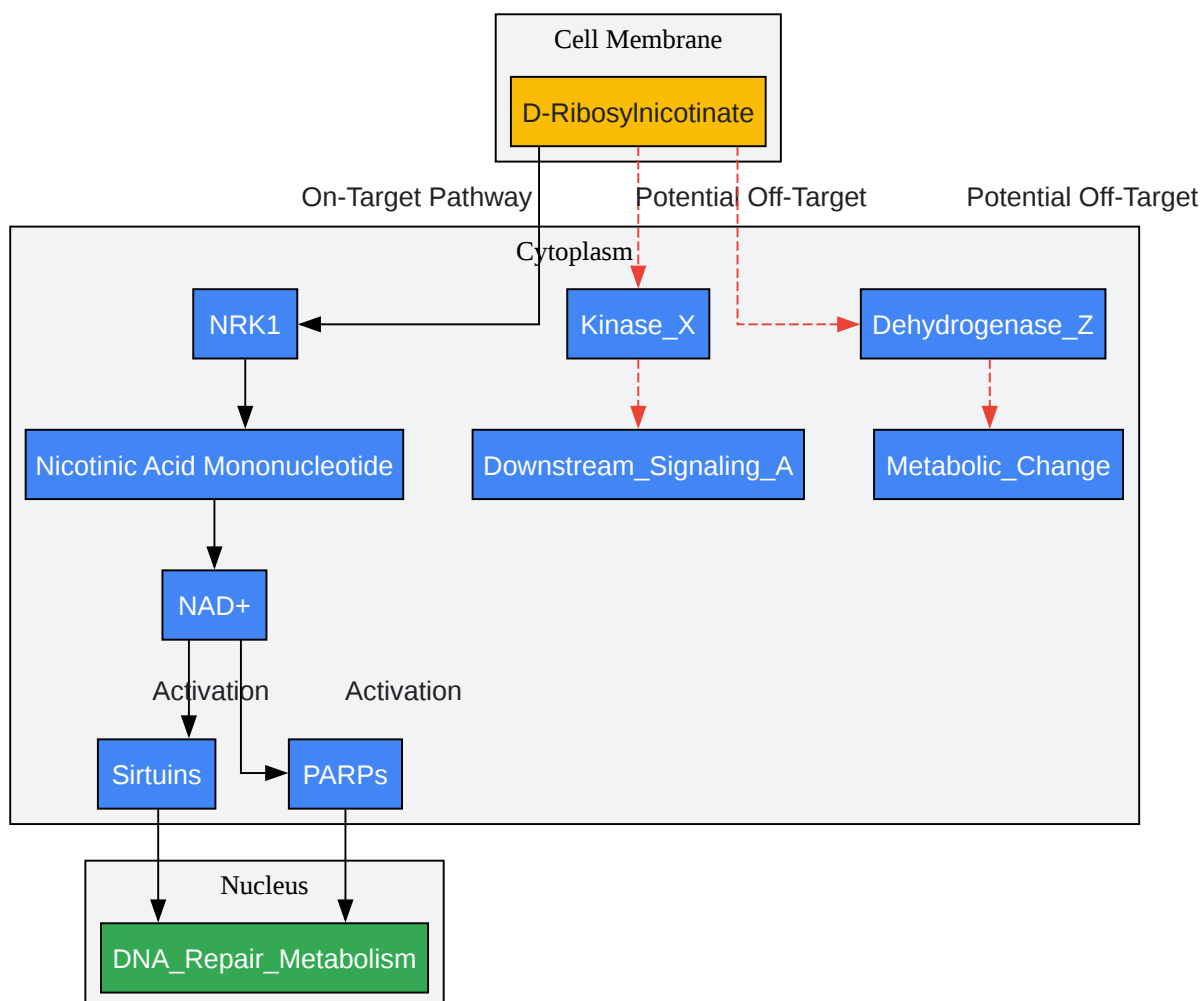 Cell Membrane
D-Ribosylnicotinate
On-Target Pathway
Potential Off-Target
Potential Off-Target
Cytoplasm
NRK1
Kinase_X
Dehydrogenase_Z
Nicotinic Acid Mononucleotide
Downstream_Signaling_A
Metabolic_Change
NAD+
Activation
Activation
Sirtuins
PARPs
Nucleus
DNA_Repair_Metabolism